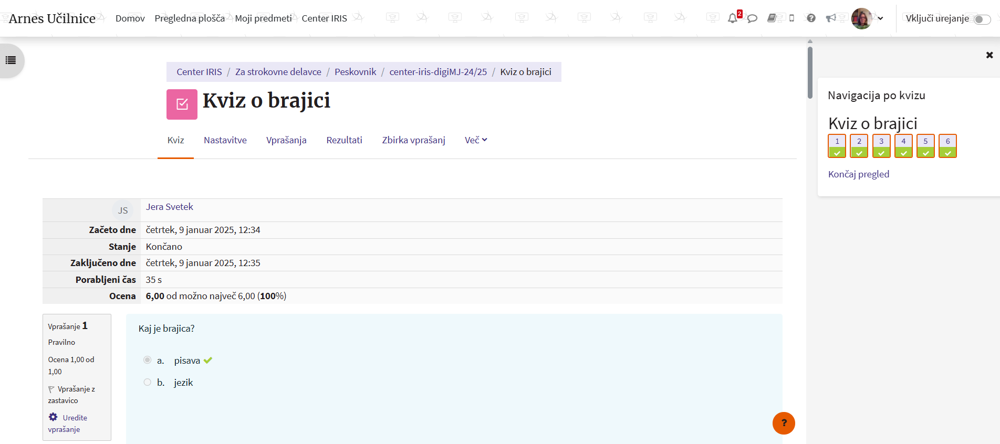 Arnes Učilnice
Domov
Pregledna plošča
Moji predmeti
Center IRIS
2
Vključi urejanje
Center IRIS / Za strokovne delavce / Peskovnik / center-iris-digiMJ-24/25 / Kviz o brajici
Kviz o brajici
Kviz
Nastavitve
Vprašanja
Rezultati
Zbirka vprašanj
Več
JS
Jera Svetek
Začeto dne četrtek, 9 januar 2025, 12:34
Stanje Končano
Zaključeno dne četrtek, 9 januar 2025, 12:35
Porabljeni čas 35 s
Ocena 6,00 od možno največ 6,00 (100%)
Vprašanje 1
Pravilno
Ocena 1,00 od
1,00
Vprašanje z
zastavico
Uredite
vprašanje
Kaj je brajica?
a. pisava
b. jezik
?
Navigacija po kvizu
Kviz o brajici
1 2 3 4 5 6
Končaj pregled